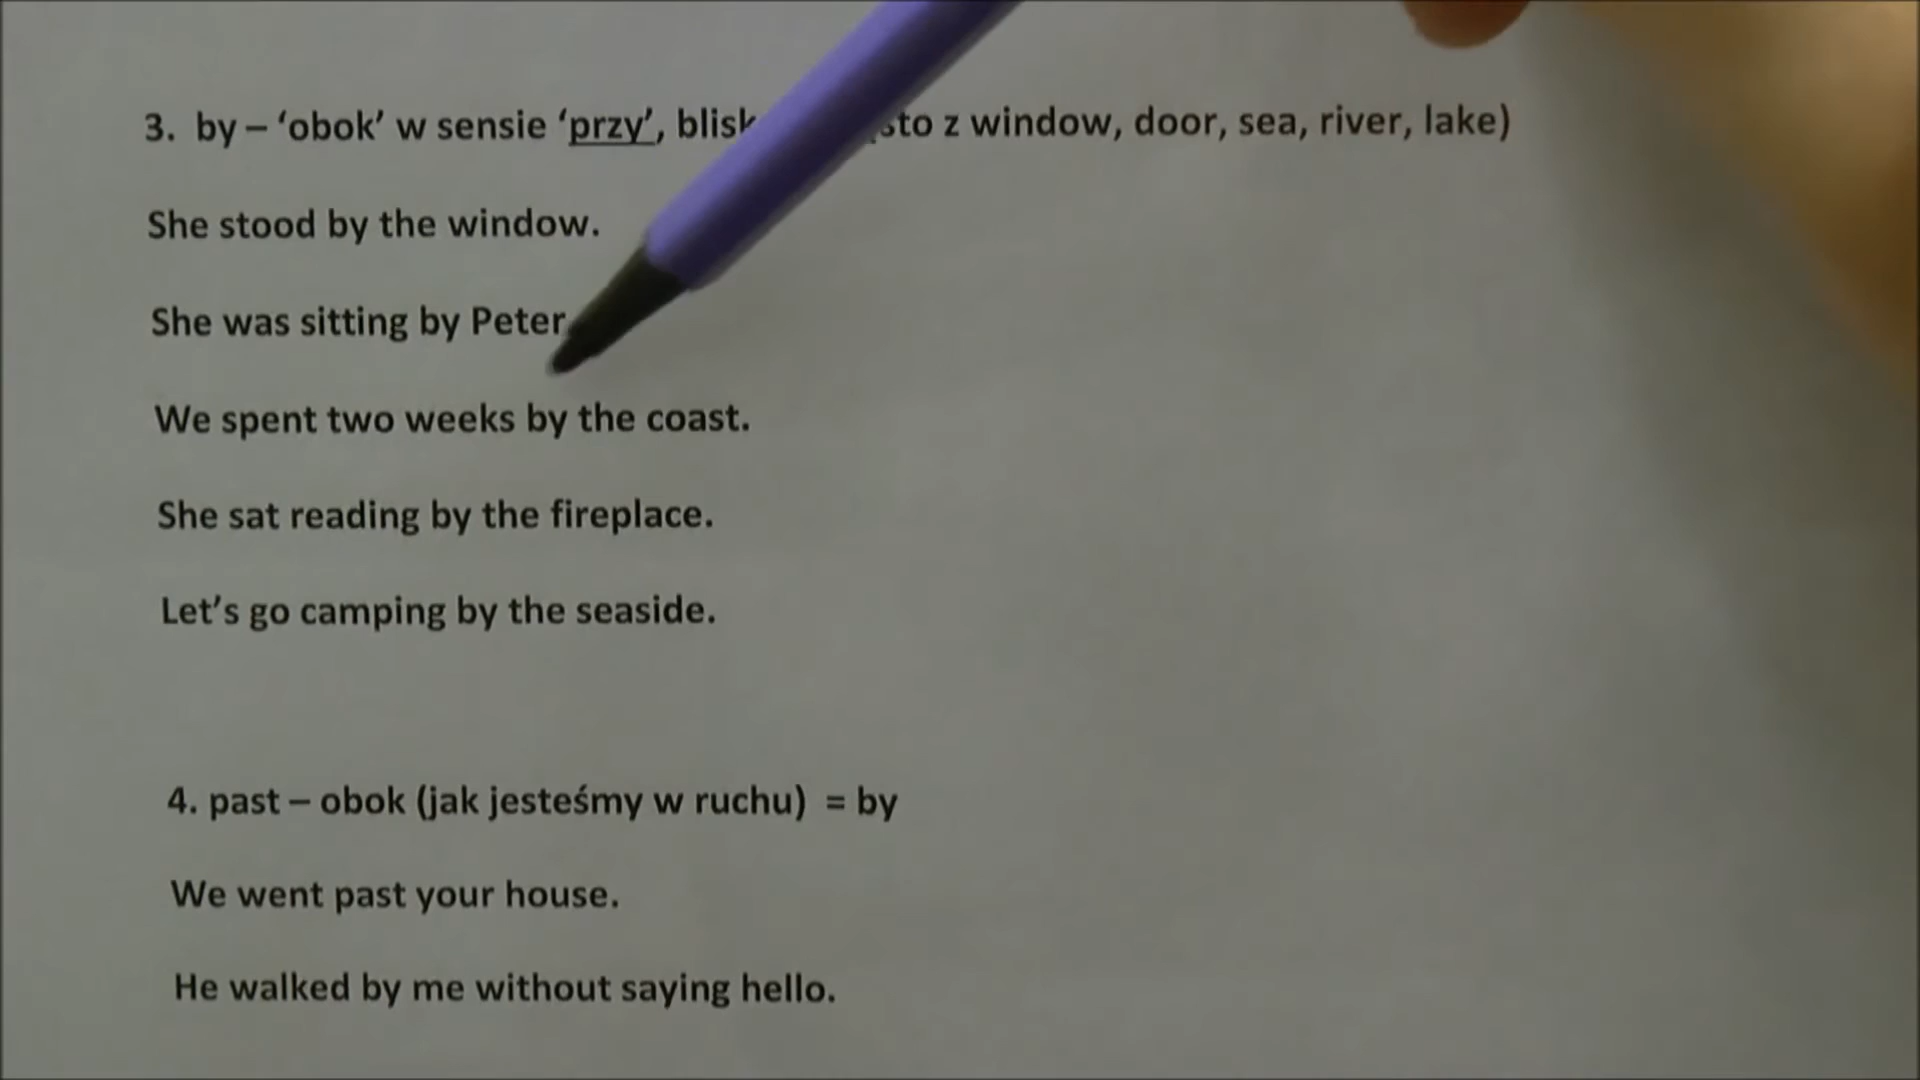 3. by – ‘obok’ w sensie ‘przy’, z window, door, sea, river, lake)
She stood by the window.
She was sitting by Peter
We spent two weeks by the coast.
She sat reading by the fireplace.
Let’s go camping by the seaside.
4. past – obok (jak jesteśmy w ruchu) = by
We went past your house.
He walked by me without saying hello.